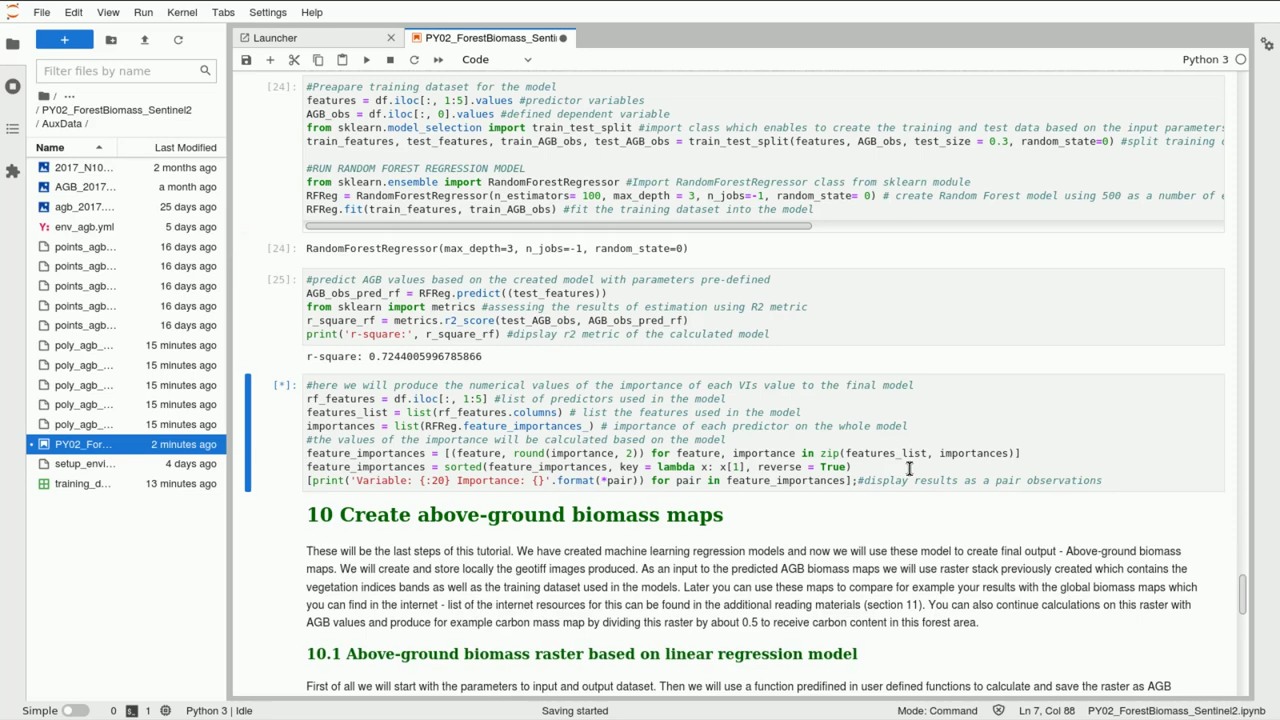 File Edit View Run Kernel Tabs Settings Help
Launcher
PY02_ForestBiomass_Senti
Code
Python 3
Filter files by name
/ ...
/ PY02_ForestBiomass_Sentinel2
/ AuxData /
Name Last Modified
2017_N10... 2 months ago
AGB_2017... a month ago
agb_2017.... 25 days ago
Y: env_agb.yml 5 days ago
points_agb... 16 days ago
points_agb... 16 days ago
points_agb... 16 days ago
points_agb... 16 days ago
points_agb... 16 days ago
poly_agb_... 15 minutes ago
poly_agb_... 15 minutes ago
poly_agb_... 15 minutes ago
poly_agb_... 15 minutes ago
poly_agb_... 15 minutes ago
PY02_For... 2 minutes ago
setup_envi... 4 days ago
training_d... 13 minutes ago
[24]: #Preapare training dataset for the model
features = df.iloc[:, 1:5].values #predictor variables
AGB_obs = df.iloc[:, 0].values #defined dependent variable
from sklearn.model_selection import train_test_split #import class which enables to create the training and test data based on the input parameters
train_features, test_features, train_AGB_obs, test_AGB_obs = train_test_split(features, AGB_obs, test_size = 0.3, random_state=0) #split training
#RUN RANDOM FOREST REGRESSION MODEL
from sklearn.ensemble import RandomForestRegressor #Import RandomForestRegressor class from sklearn module
RFReg = RandomForestRegressor(n_estimators= 100, max_depth = 3, n_jobs=-1, random_state= 0) # create Random Forest model using 500 as a number of
RFReg.fit(train_features, train_AGB_obs) #fit the training dataset into the model
[24]: RandomForestRegressor(max_depth=3, n_jobs=-1, random_state=0)
[25]: #predict AGB values based on the created model with parameters pre-defined
AGB_obs_pred_rf = RFReg.predict((test_features))
from sklearn import metrics #assessing the results of estimation using R2 metric
r_square_rf = metrics.r2_score(test_AGB_obs, AGB_obs_pred_rf)
print('r-square:', r_square_rf) #dipslay r2 metric of the calculated model
r-square: 0.7244005996785866
[*]: #here we will produce the numerical values of the importance of each VIs value to the final model
rf_features = df.iloc[:, 1:5] #list of predictors used in the model
features_list = list(rf_features.columns) # list the features used in the model
importances = list(RFReg.feature_importances_) # importance of each predictor on the whole model
#the values of the importance will be calculated based on the model
feature_importances = [(feature, round(importance, 2)) for feature, importance in zip(features_list, importances)]
feature_importances = sorted(feature_importances, key = lambda x: x[1], reverse = True)
[print('Variable: {:20} Importance: {}'.format(*pair)) for pair in feature_importances];#display results as a pair observations
10 Create above-ground biomass maps
These will be the last steps of this tutorial. We have created machine learning regression models and now we will use these model to create final output - Above-ground biomass
maps. We will create and store locally the geotiff images produced. As an input to the predicted AGB biomass maps we will use raster stack previously created which contains the
vegetation indices bands as well as the training dataset used in the models. Later you can use these maps to compare for example your results with the global biomass maps which
you can find in the internet - list of the internet resources for this can be found in the additional reading materials (section 11). You can also continue calculations on this raster with
AGB values and produce for example carbon mass map by dividing this raster by about 0.5 to receive carbon content in this forest area.
10.1 Above-ground biomass raster based on linear regression model
First of all we will start with the parameters to input and output dataset. Then we will use a function predifined in user defined functions to calculate and save the raster as AGB
Simple 0 1 Python 3 | Idle Saving started Mode: Command Ln 7, Col 88 PY02_ForestBiomass_Sentinel2.ipynb